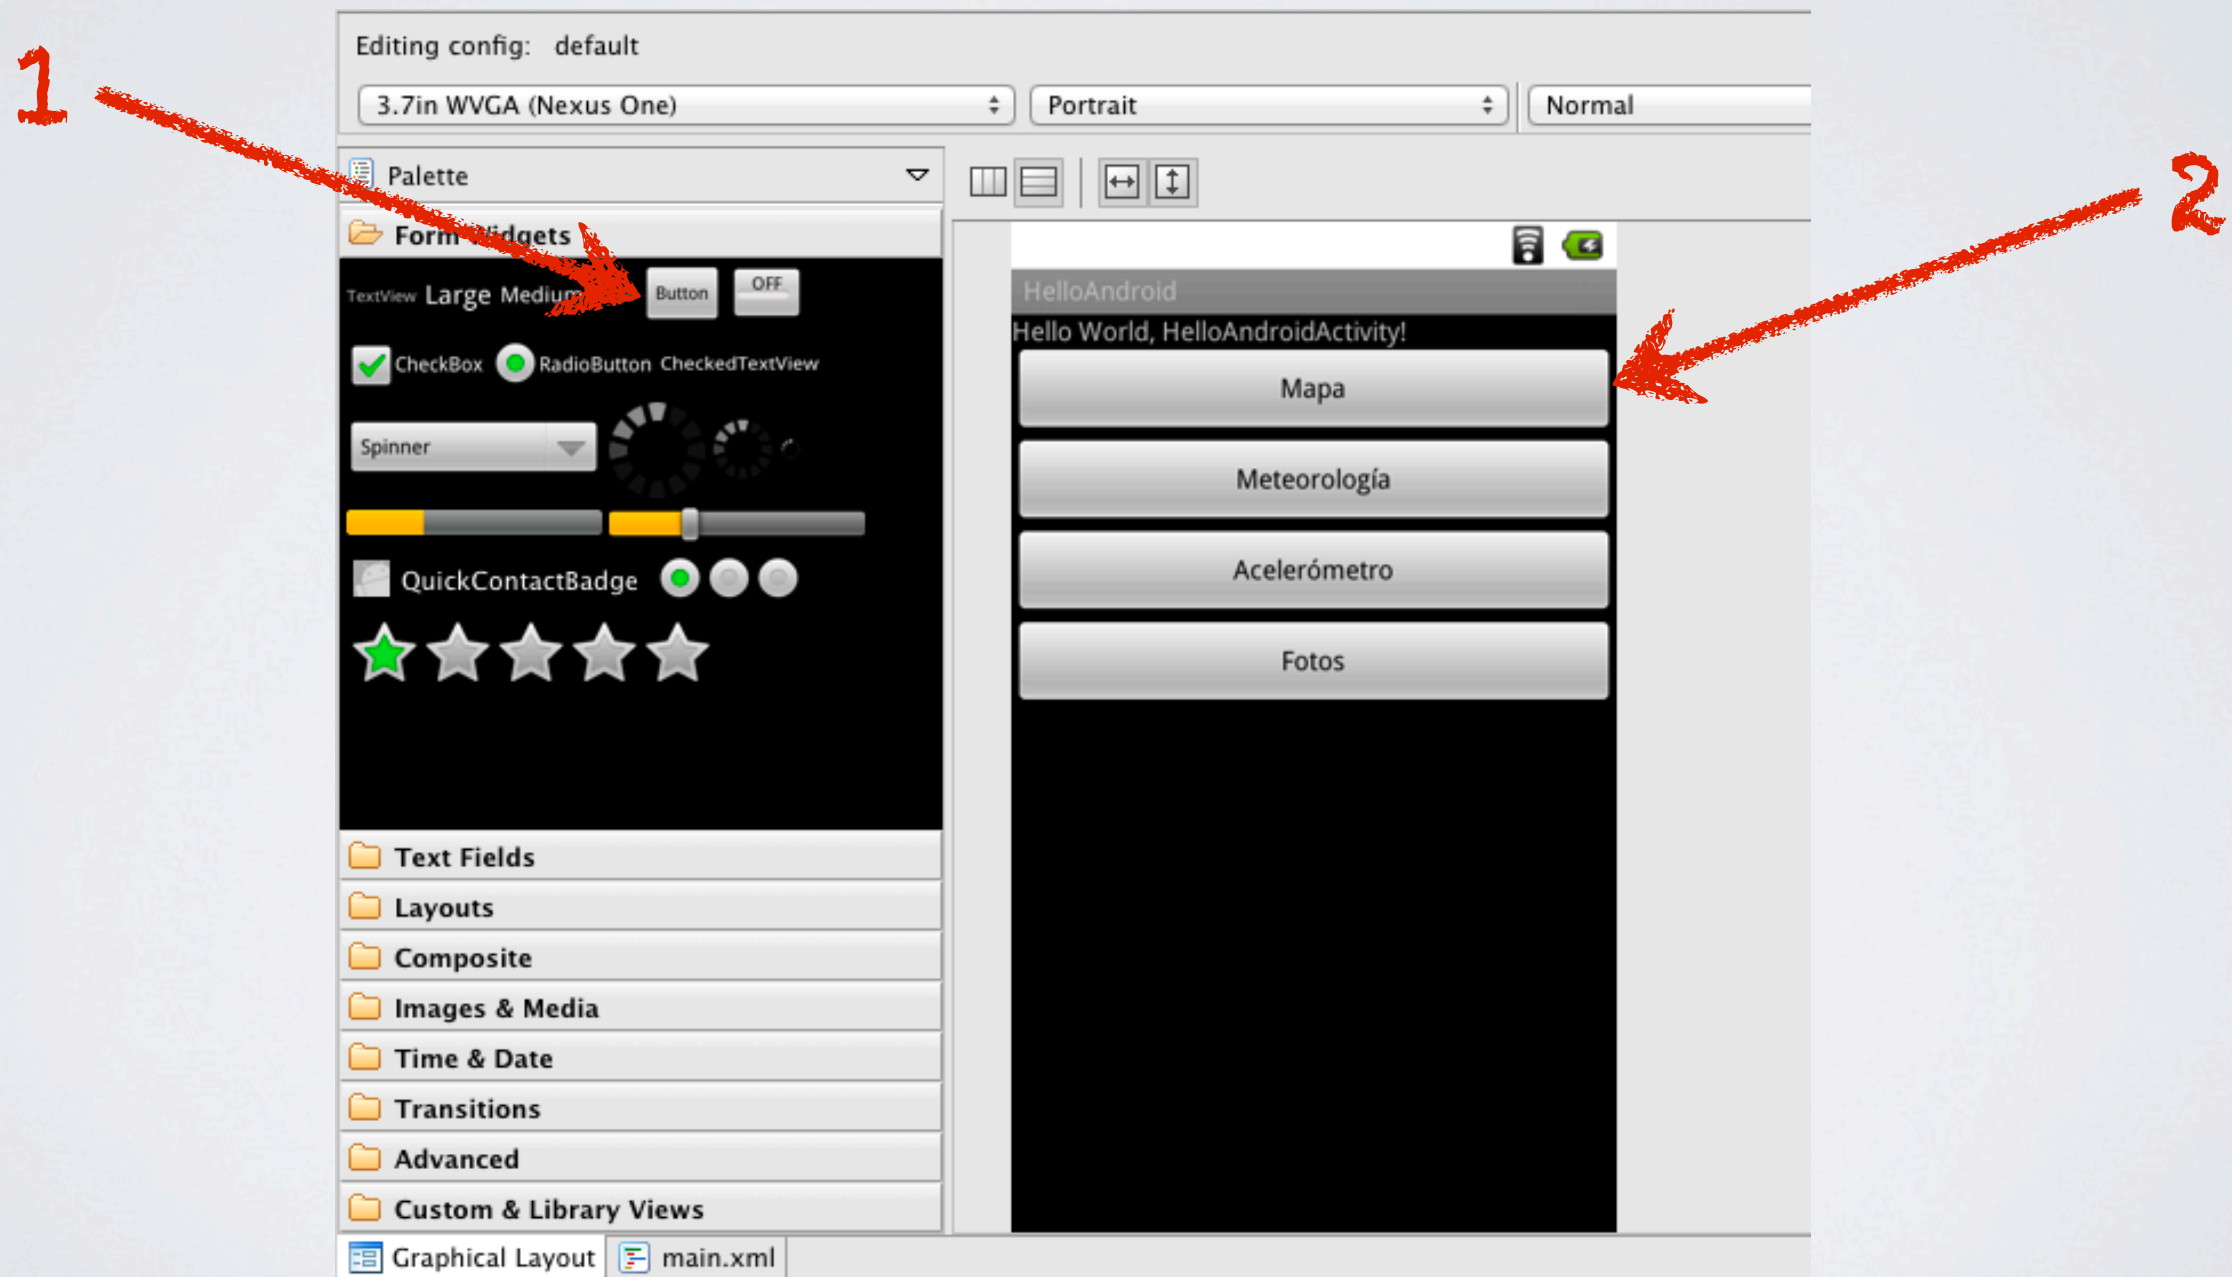 1
2
Editing config: default
3.7in WVGA (Nexus One)
Portrait
Normal
Palette
Form Widgets
TextView Large Medium
Button
OFF
CheckBox
RadioButton
CheckedTextView
Spinner
QuickContactBadge
Text Fields
Layouts
Composite
Images & Media
Time & Date
Transitions
Advanced
Custom & Library Views
Graphical Layout
main.xml
HelloAndroid
Hello World, HelloAndroidActivity!
Mapa
Meteorología
Acelerómetro
Fotos